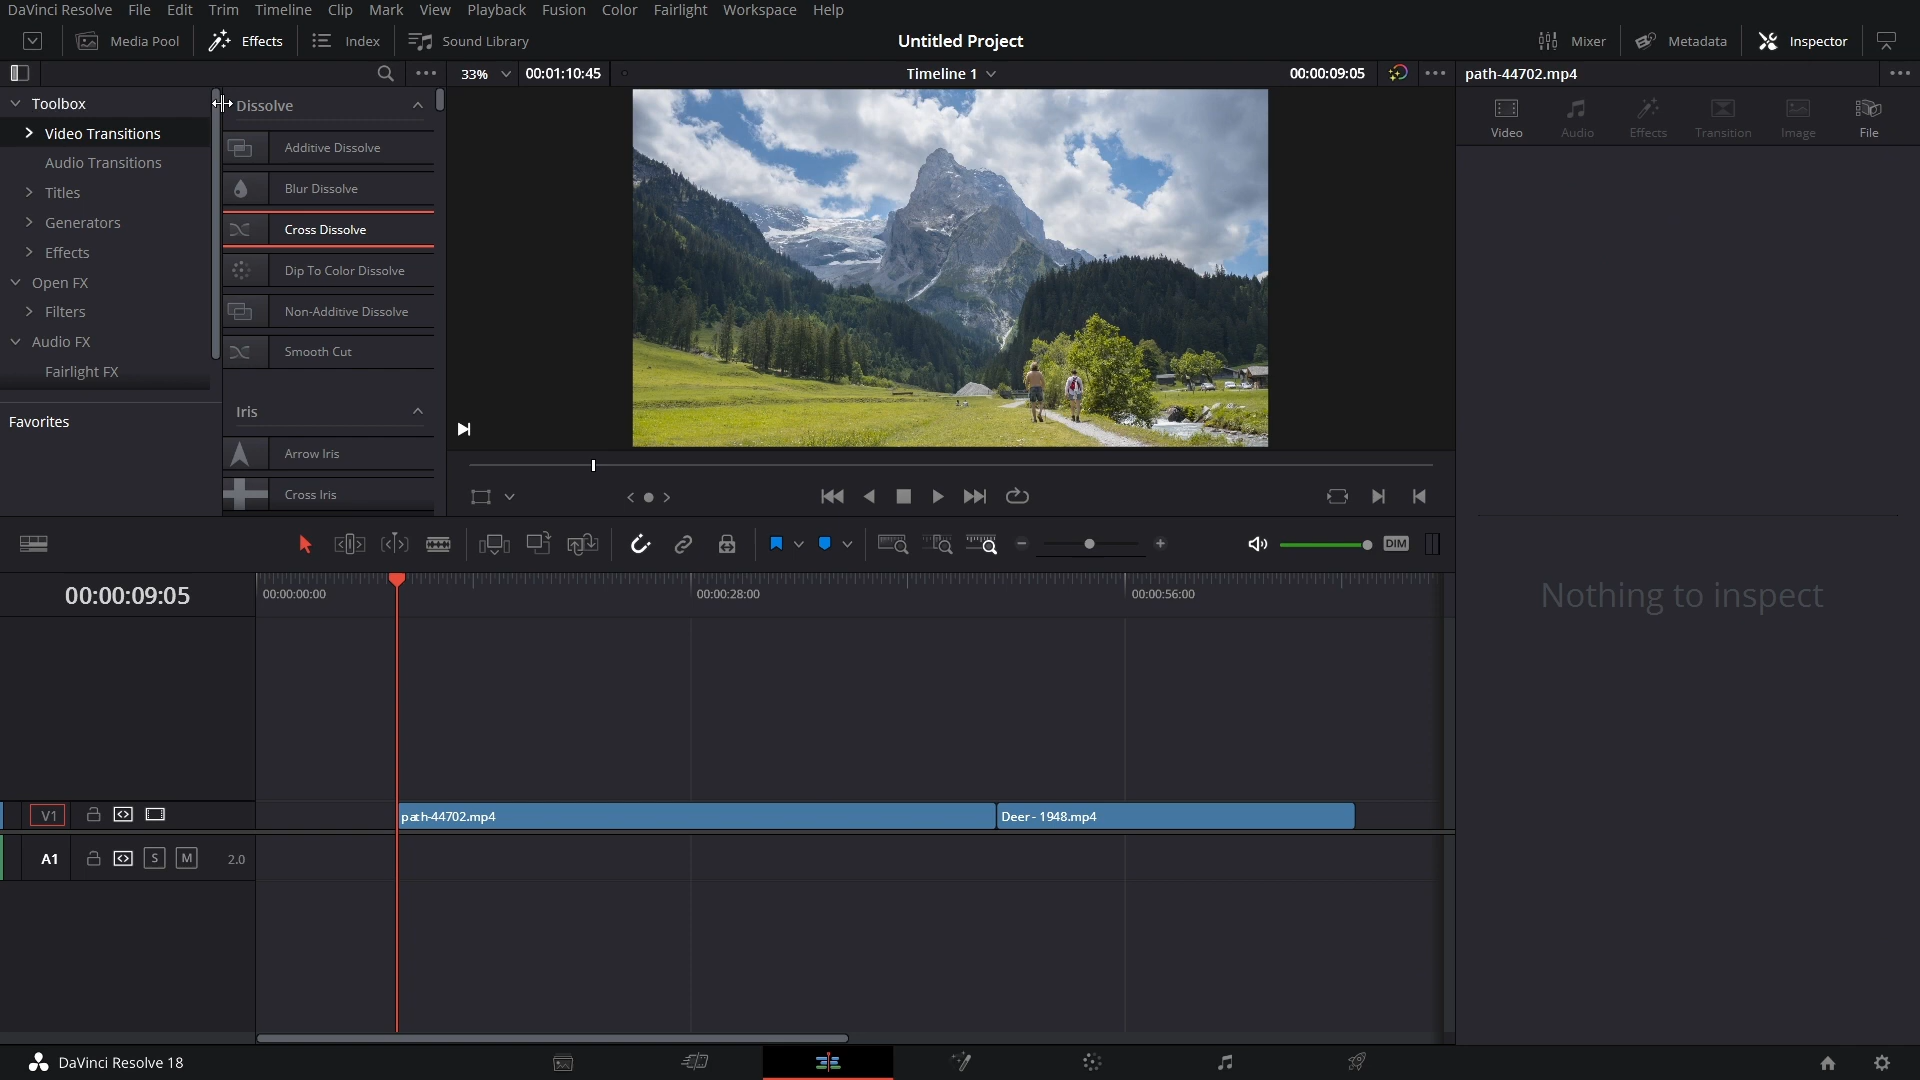 DaVinci Resolve File Edit Trim Timeline Clip Mark View Playback Fusion Color Fairlight Workspace Help
Media Pool Effects Index Sound Library Untitled Project Mixer Metadata Inspector
33% 00:01:10:45 Timeline 1 00:00:09:05 path-44702.mp4
Toolbox
Video Transitions
Audio Transitions
Titles
Generators
Effects
Open FX
Filters
Audio FX
Fairlight FX
Favorites
Dissolve
Additive Dissolve
Blur Dissolve
Cross Dissolve
Dip To Color Dissolve
Non-Additive Dissolve
Smooth Cut
Iris
Arrow Iris
Cross Iris
Video Audio Effects Transition Image File
Nothing to inspect
DIM
00:00:09:05 00:00:00:00 00:00:28:00 00:00:56:00
V1 path-44702.mp4 Deer - 1948.mp4
A1 S M 2.0
DaVinci Resolve 18